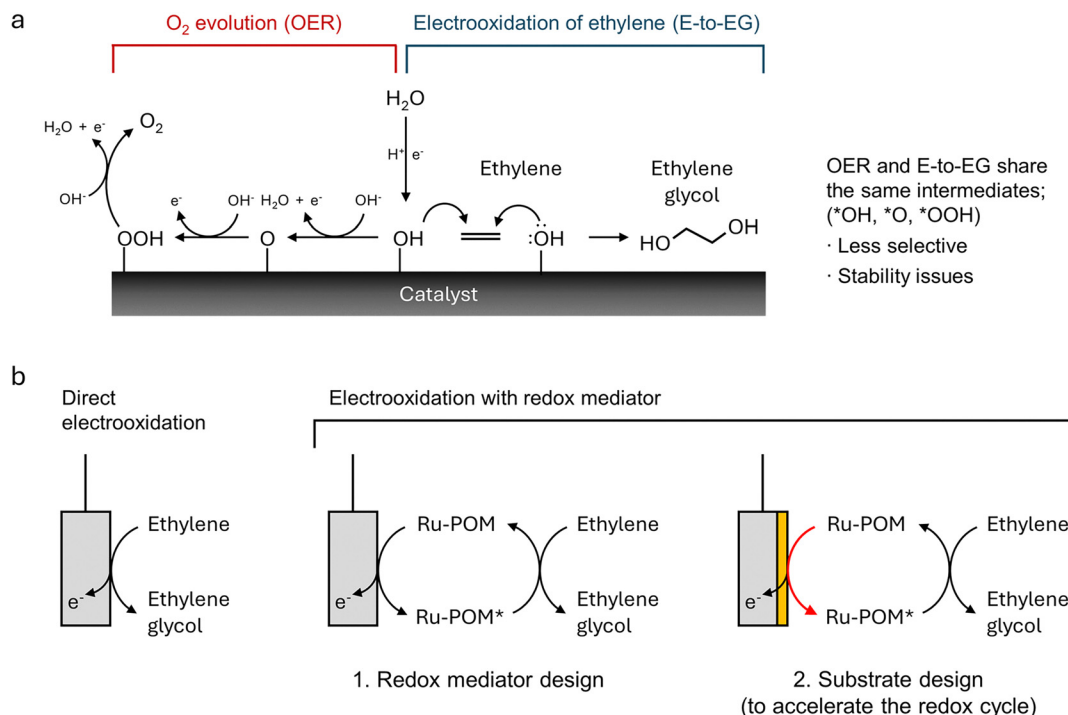 a
O₂ evolution (OER)
Electrooxidation of ethylene (E-to-EG)
H₂O
H⁺ e⁻
H₂O + e⁻
O₂
OH⁻
e⁻
OH⁻
H₂O + e⁻
OH⁻
Ethylene
Ethylene
glycol
OOH
O
OH
:ÖH
HO
OH
Catalyst
OER and E-to-EG share
the same intermediates;
(*OH, *O, *OOH)
· Less selective
· Stability issues
b
Direct
electrooxidation
Electrooxidation with redox mediator
Ethylene
e⁻
Ethylene
glycol
Ru-POM
Ethylene
e⁻
Ru-POM*
Ethylene
glycol
1. Redox mediator design
Ru-POM
Ethylene
e⁻
Ru-POM*
Ethylene
glycol
2. Substrate design
(to accelerate the redox cycle)